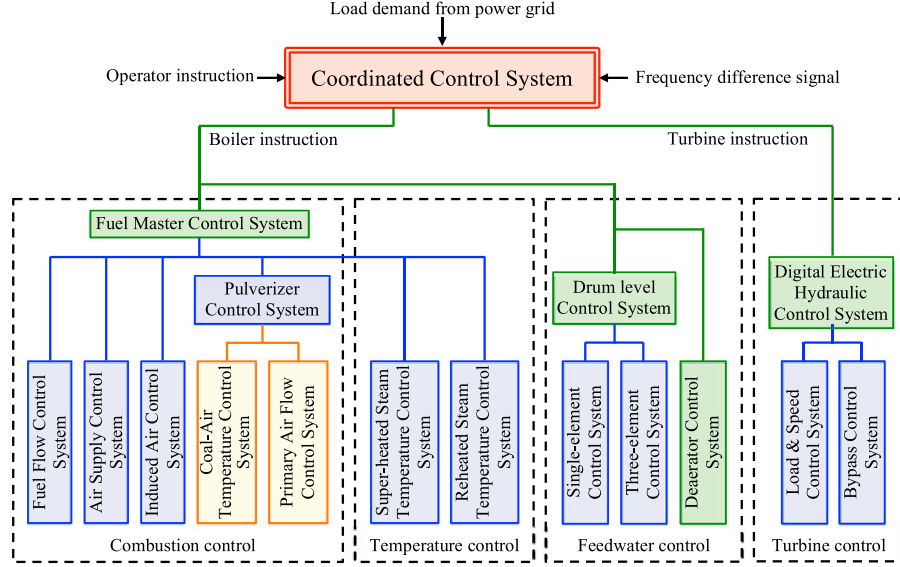 Load demand from power grid
Operator instruction
Coordinated Control System
Frequency difference signal
Boiler instruction
Turbine instruction
Fuel Master Control System
Pulverizer
Control System
Drum level
Control System
Digital Electric
Hydraulic
Control System
Fuel Flow Control
System
Air Supply Control
System
Induced Air Control
System
Coal-Air
Temperature Control
System
Primary Air Flow
Control System
Super-heated Steam
Temperature Control
Reheated Steam
Temperature Control
Single-element
Control System
Three-element
Control System
Deaerator Control
System
Load & Speed
Control System
Bypass Control
System
Combustion control
Temperature control
Feedwater control
Turbine control